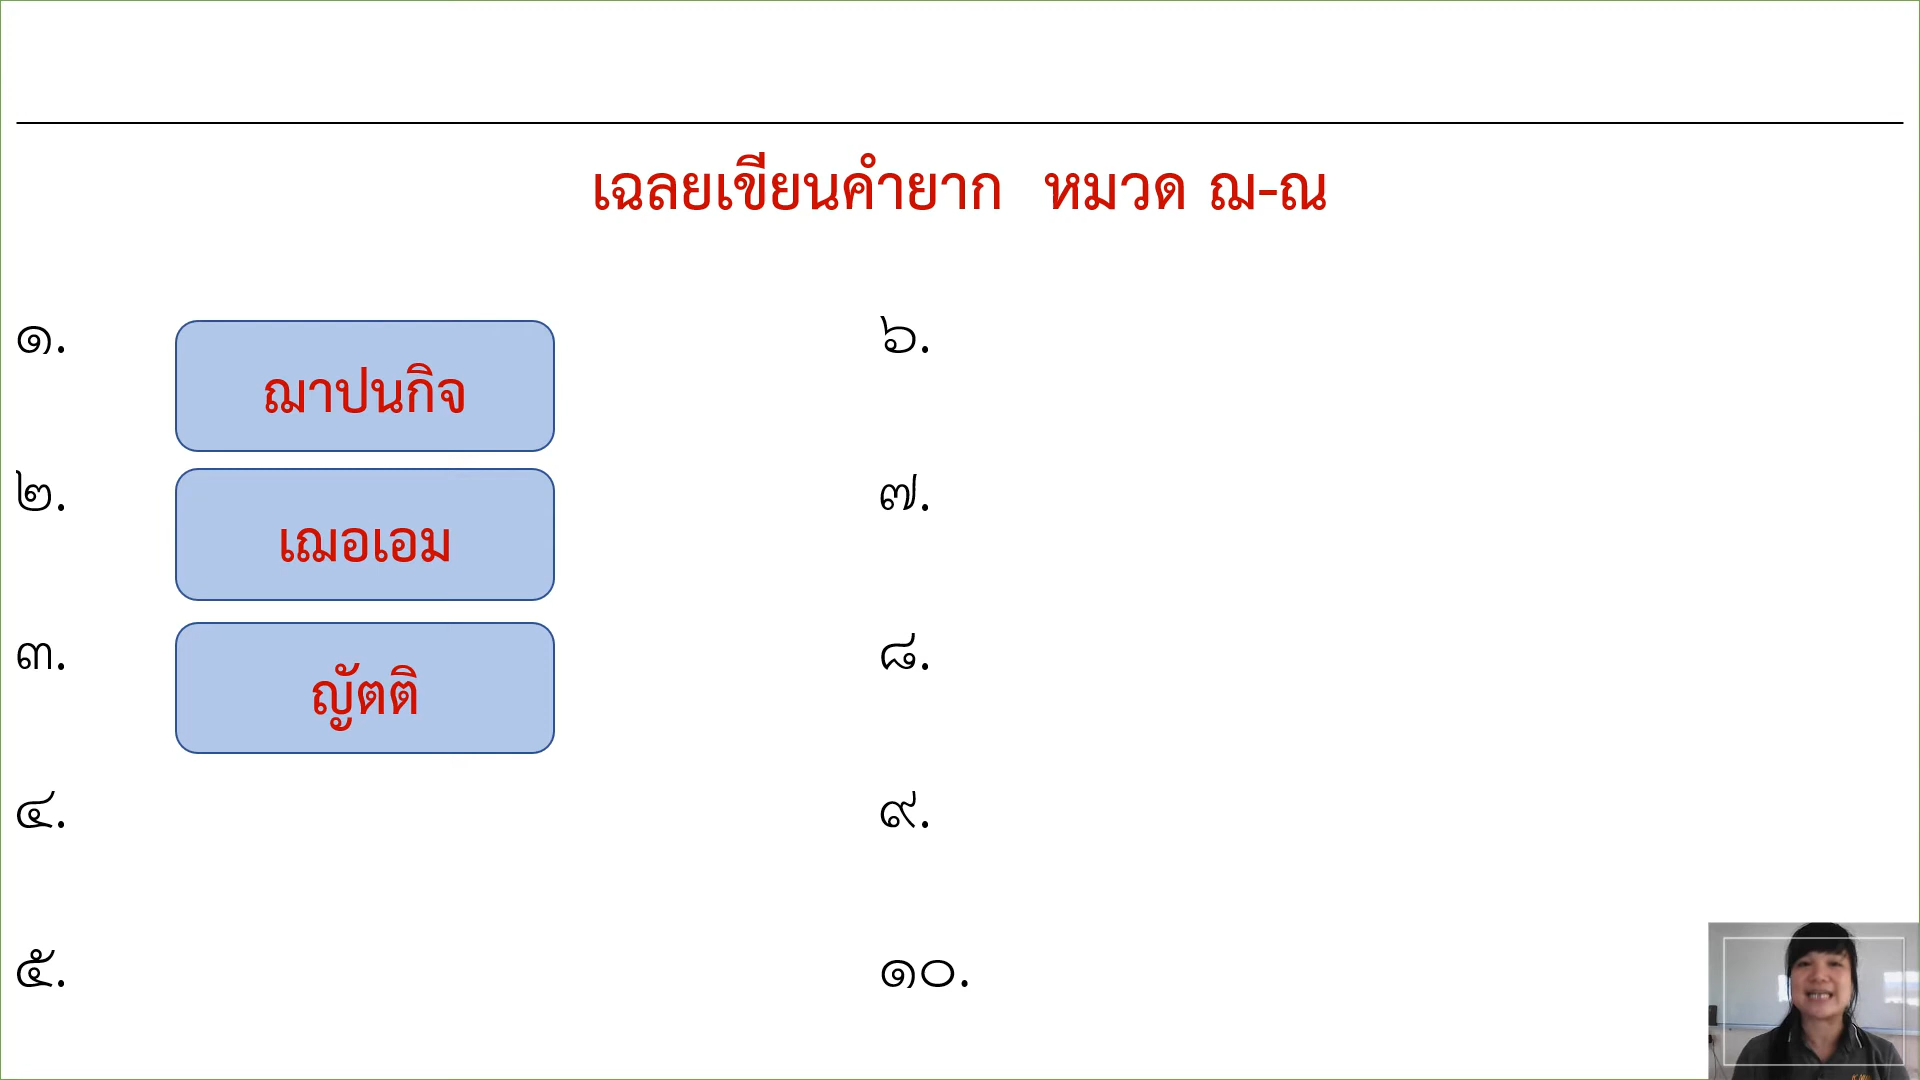 เฉลยเขียนคำยาก หมวด ฌ-ณ
๑. ฌาปนกิจ
๒. เฌอเอม
๓. ญัตติ
๔.
๕.
๖.
๗.
๘.
๙.
๑๐.